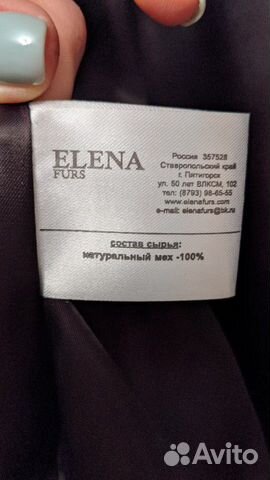 ELENA
FURS
Россия 357528
Ставропольский край
г. Пятигорск
ул. 50 лет ВЛКСМ, 102
тел: (8793) 98-65-55
www.elenafurs.com
e-mail: elenafurs@bk.ru
состав сырья:
натуральный мех -100%
Avito